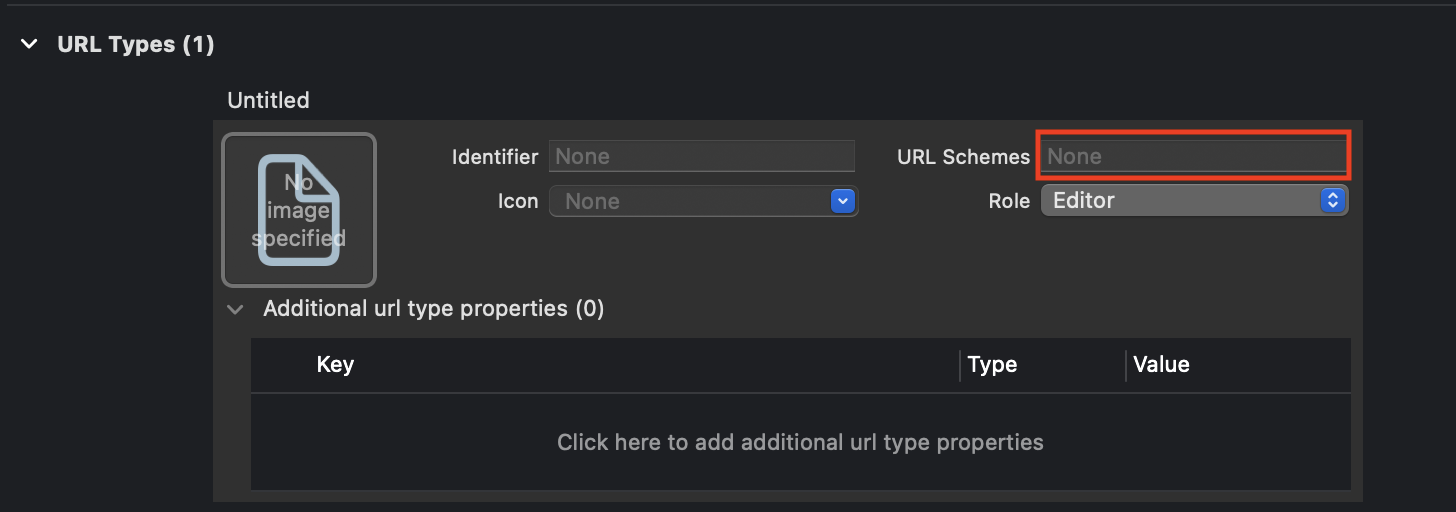 URL Types (1)
Untitled
No
image
specified
Identifier None
URL Schemes None
Icon None
Role Editor
Additional url type properties (0)
Key Type Value
Click here to add additional url type properties